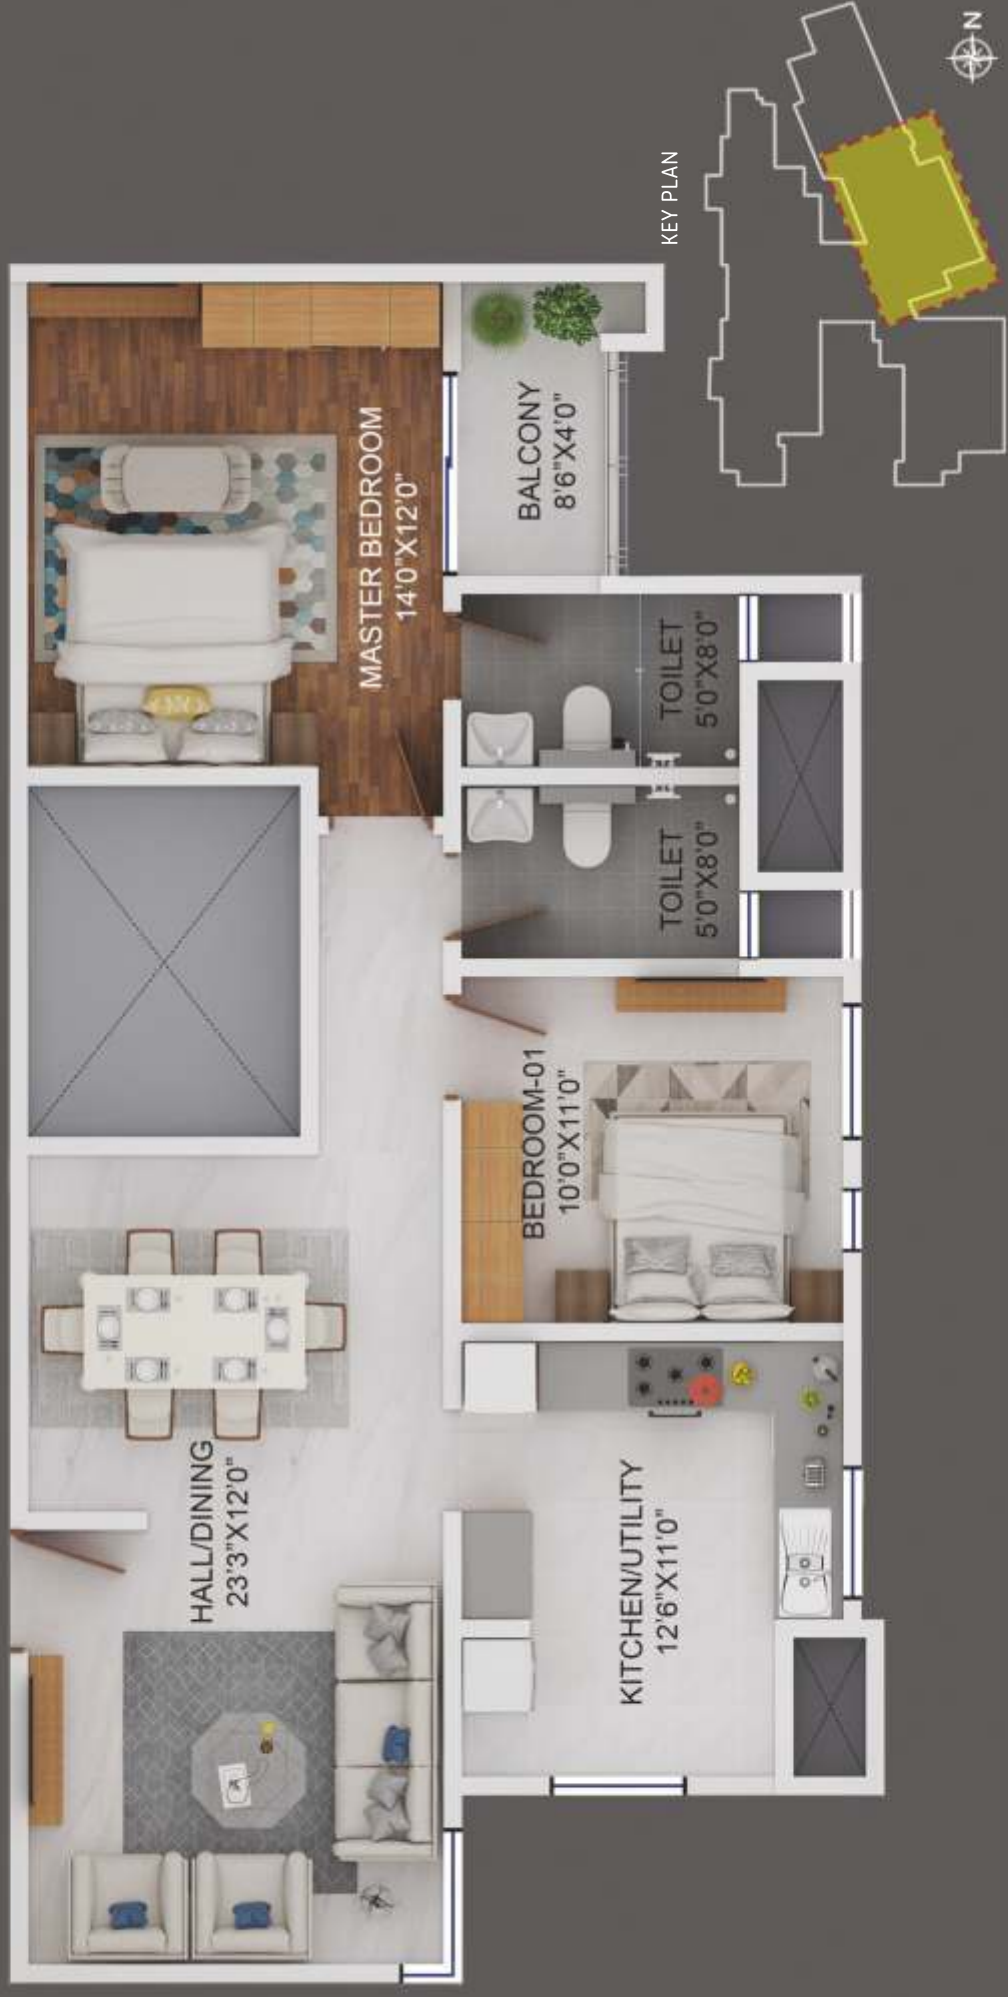 HALL/DINING
23'3"X12'0"
MASTER BEDROOM
14'0"X12'0"
KITCHEN/UTILITY
12'6"X11'0"
BEDROOM-01
10'0"X11'0"
TOILET
5'0"X8'0"
TOILET
5'0"X8'0"
BALCONY
8'6"X4'0"
KEY PLAN
N